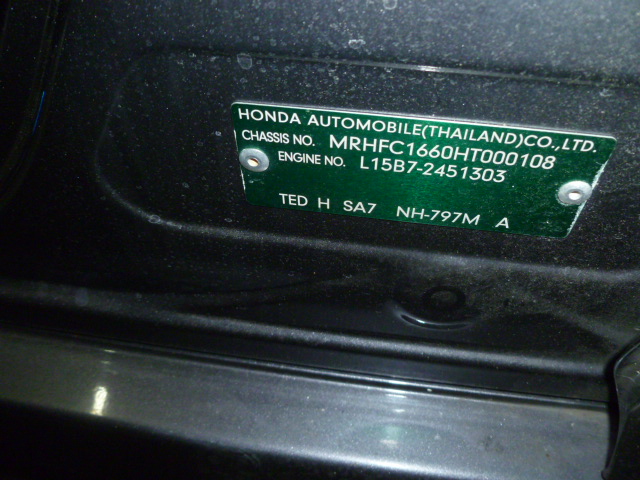 HONDA AUTOMOBILE(THAILAND)CO.,LTD.
CHASSIS NO. MRHFC1660HT000108
ENGINE NO. L15B7-2451303
TED H SA7 NH-797M A